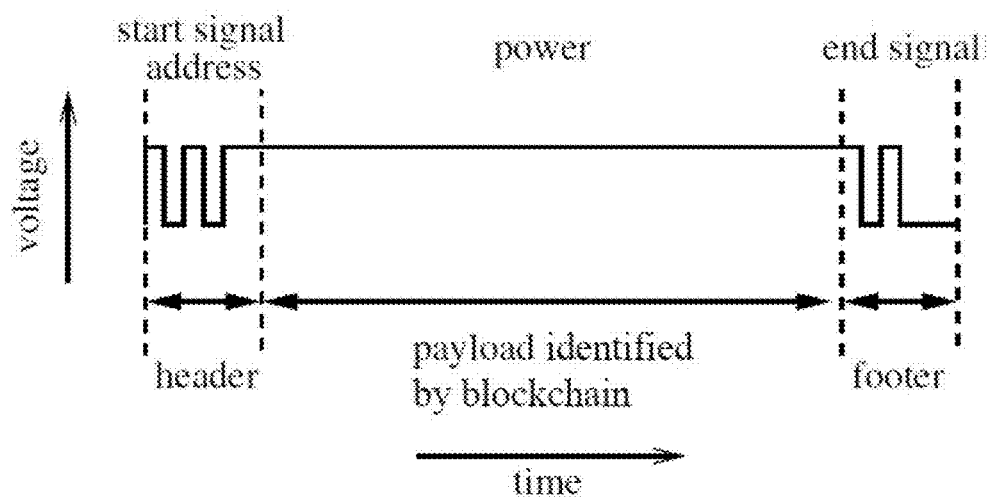 start signal
address
power
end signal
voltage
header
payload identified
by blockchain
footer
time